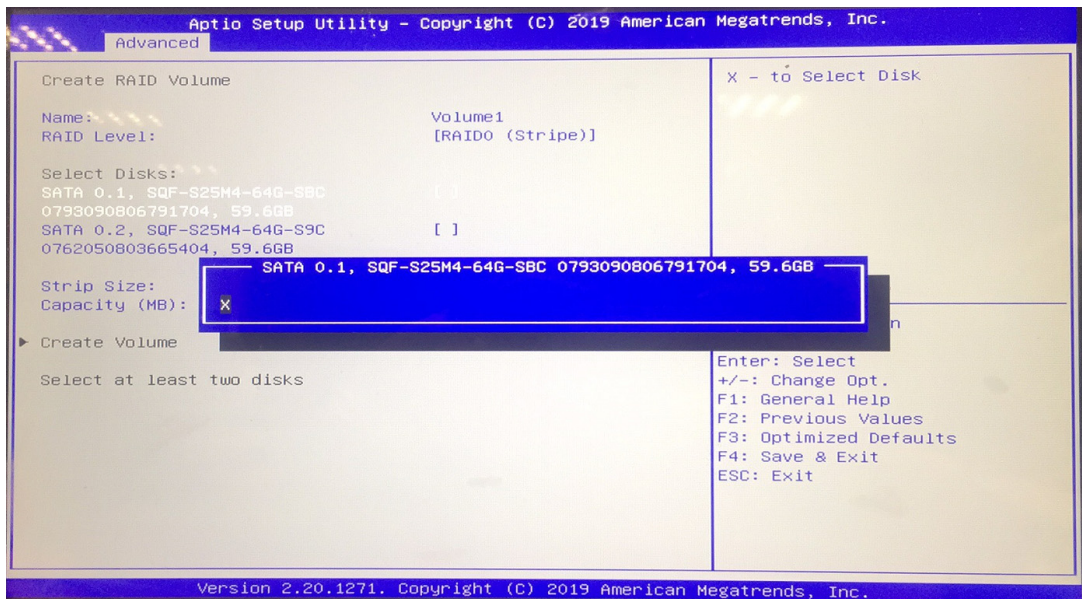 Aptio Setup Utility – Copyright (C) 2019 American Megatrends, Inc.
Advanced
Create RAID Volume
Name:
Volume1
RAID Level:
[RAID0 (Stripe)]
Select Disks:
SATA 0.1, SQF-S25M4-64G-SBC
[ ]
0793090806791704, 59.6GB
SATA 0.2, SQF-S25M4-64G-S9C
[ ]
0762050803665404, 59.6GB
Strip Size:
Capacity (MB):
▶ Create Volume
Select at least two disks
SATA 0.1, SQF-S25M4-64G-SBC 0793090806791704, 59.6GB
X
X – to Select Disk
Enter: Select
+/-: Change Opt.
F1: General Help
F2: Previous Values
F3: Optimized Defaults
F4: Save & Exit
ESC: Exit
Version 2.20.1271. Copyright (C) 2019 American Megatrends, Inc.